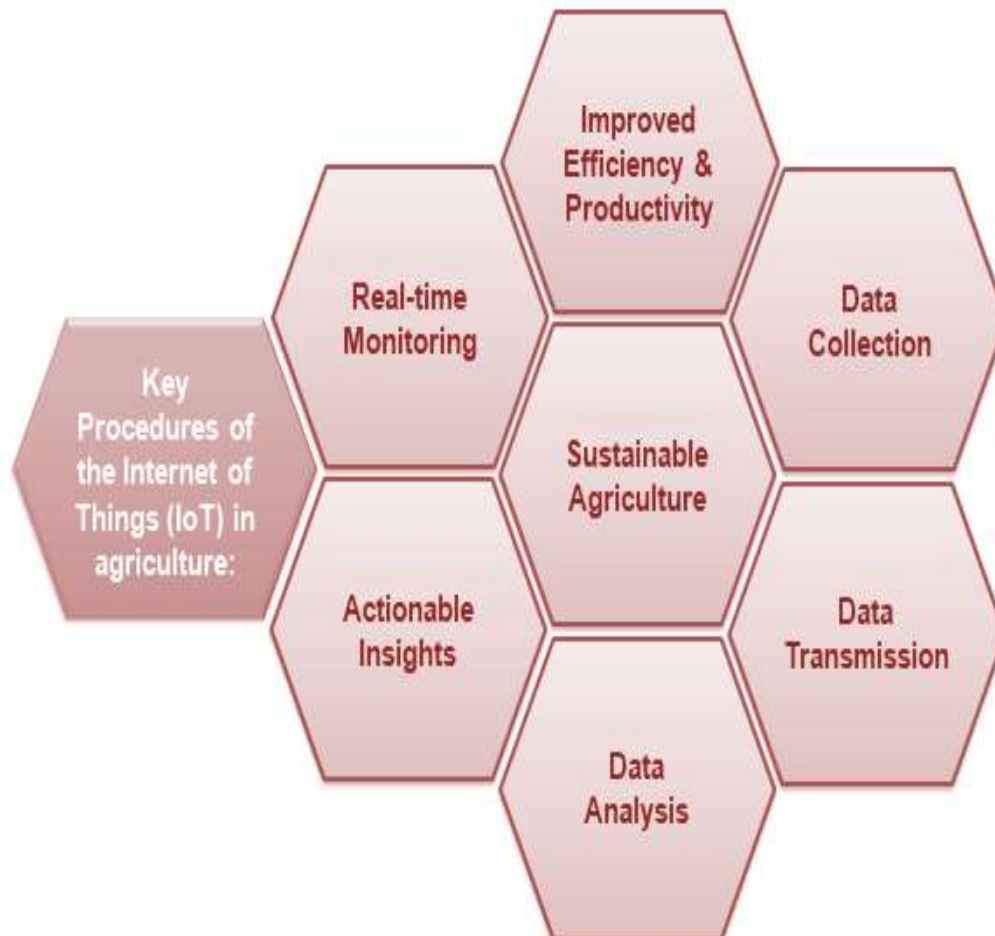 Key
Procedures of
the Internet of
Things (IoT) in
agriculture:
Real-time
Monitoring
Actionable
Insights
Improved
Efficiency &
Productivity
Sustainable
Agriculture
Data
Analysis
Data
Collection
Data
Transmission